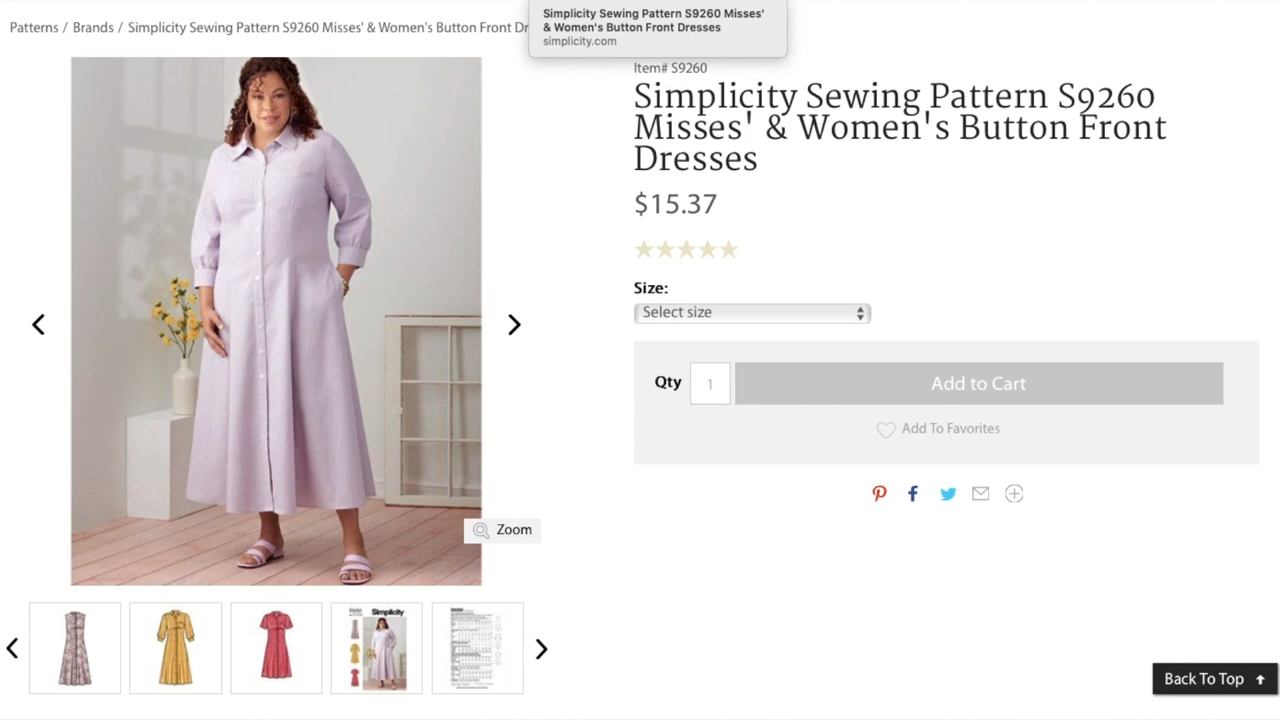 Simplicity Sewing Pattern S9260 Misses'
& Women's Button Front Dresses
simplicity.com
Patterns / Brands / Simplicity Sewing Pattern S9260 Misses' & Women's Button Front Dr
Item# S9260
Simplicity Sewing Pattern S9260
Misses' & Women's Button Front
Dresses
$15.37
Size:
Select size
Qty 1 Add to Cart
Add To Favorites
Zoom
Simplicity
Back To Top